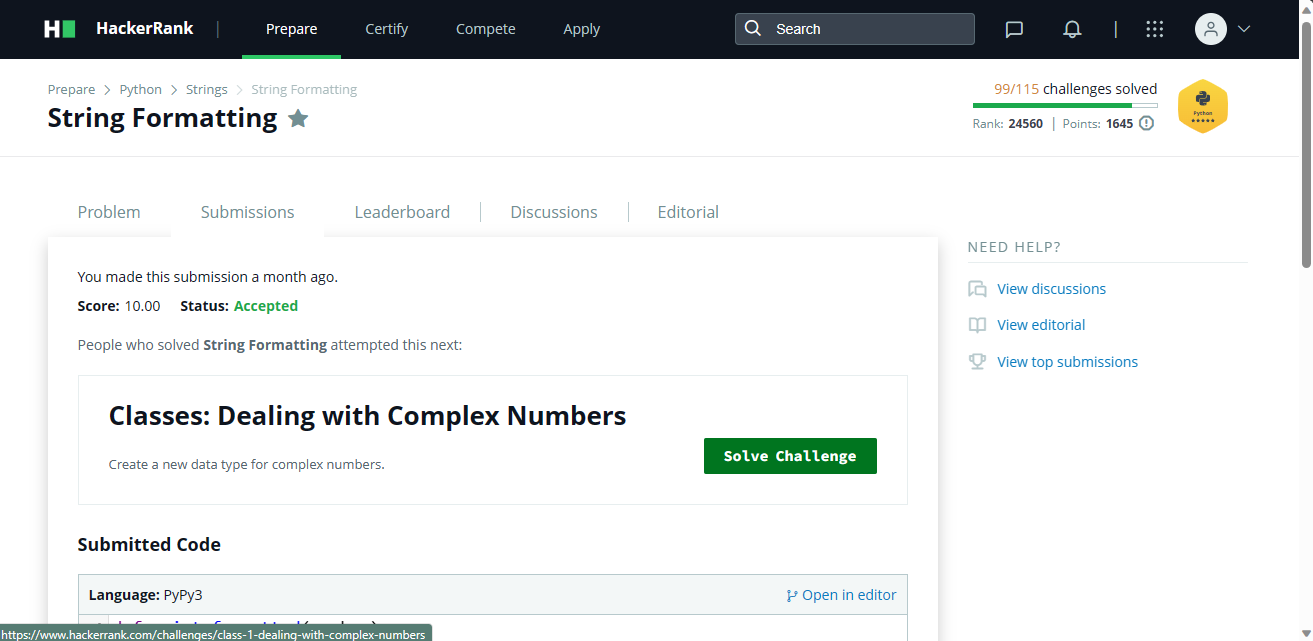 H HackerRank | Prepare Certify Compete Apply Search |
Prepare > Python > Strings > String Formatting
String Formatting
99/115 challenges solved
Rank: 24560 | Points: 1645
Python
Problem Submissions Leaderboard Discussions Editorial
NEED HELP?
View discussions
View editorial
View top submissions
You made this submission a month ago.
Score: 10.00 Status: Accepted
People who solved String Formatting attempted this next:
Classes: Dealing with Complex Numbers
Create a new data type for complex numbers.
Solve Challenge
Submitted Code
Language: PyPy3
Open in editor
https://www.hackerrank.com/challenges/class-1-dealing-with-complex-numbers